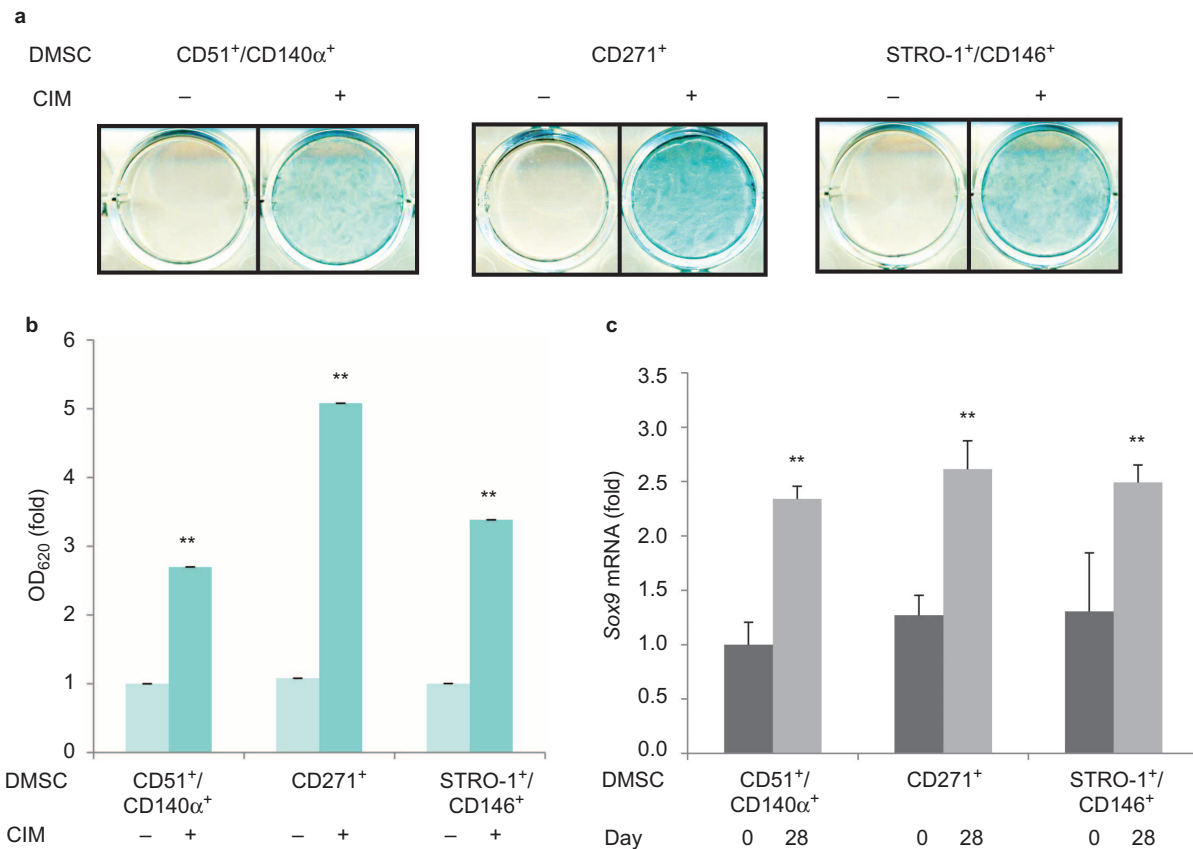 a
DMSC CD51⁺/CD140α⁺ CD271⁺ STRO-1⁺/CD146⁺
CIM – + – + – +
b
6
5
4
3
2
1
0
OD₆₂₀ (fold)
** ** **
DMSC CD51⁺/ CD271⁺ STRO-1⁺/
CD140α⁺ CD146⁺
CIM – + – + – +
c
3.5
3.0
2.5
2.0
1.5
1.0
0.5
0.0
Sox9 mRNA (fold)
** ** **
DMSC CD51⁺/ CD271⁺ STRO-1⁺/
CD140α⁺ CD146⁺
Day 0 28 0 28 0 28